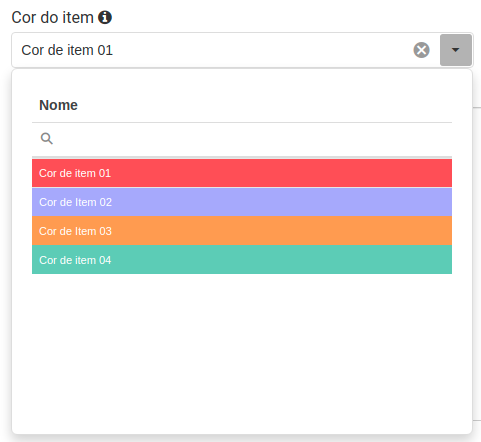 Cor do item
Cor de item 01
Nome
Cor de item 01
Cor de Item 02
Cor de Item 03
Cor de item 04